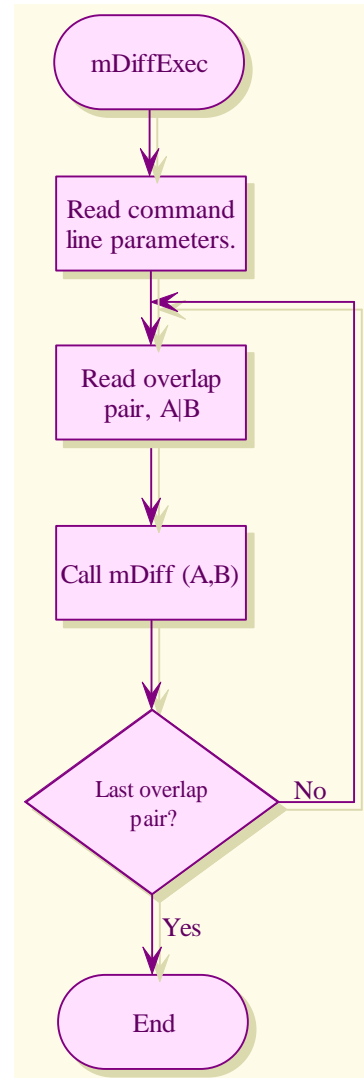 mDiffExec
Read command
line parameters.
Read overlap
pair, A|B
Call mDiff (A,B)
Last overlap
pair?
No
Yes
End